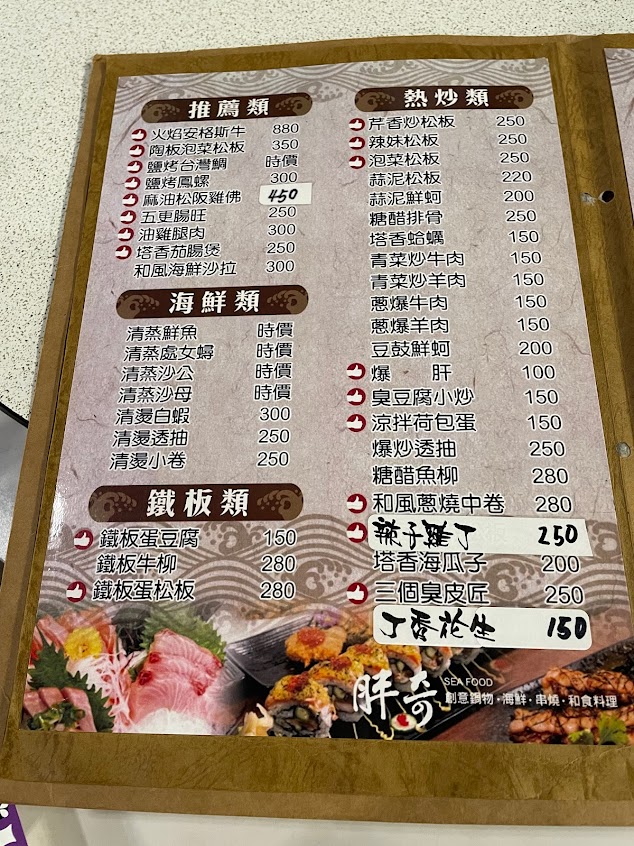 推薦類
火焰安格斯牛 880
陶板泡菜松板 350
鹽烤台灣鯛 時價
鹽烤鳳螺 300
麻油松阪雞佛 450
五更腸旺 250
油雞腿肉 300
塔香茄腸煲 250
和風海鮮沙拉 300
海鮮類
清蒸鮮魚 時價
清蒸處女蟳 時價
清蒸沙公 時價
清蒸沙母 時價
清燙白蝦 300
清燙透抽 250
清燙小卷 250
鐵板類
鐵板蛋豆腐 150
鐵板牛柳 280
鐵板蛋松板 280
熱炒類
芹香炒松板 250
辣妹松板 250
泡菜松板 250
蒜泥松板 220
蒜泥鮮蚵 200
糖醋排骨 250
塔香蛤蠣 150
青菜炒牛肉 150
青菜炒羊肉 150
蔥爆牛肉 150
蔥爆羊肉 150
豆鼓鮮蚵 200
爆 肝 100
臭豆腐小炒 150
涼拌荷包蛋 150
爆炒透抽 250
糖醋魚柳 280
和風蔥燒中卷 280
辣子雞丁 250
塔香海瓜子 200
三個臭皮匠 250
丁香花生 150
胖奇
SEA FOOD
創意鍋物·海鮮·串燒·和食料理